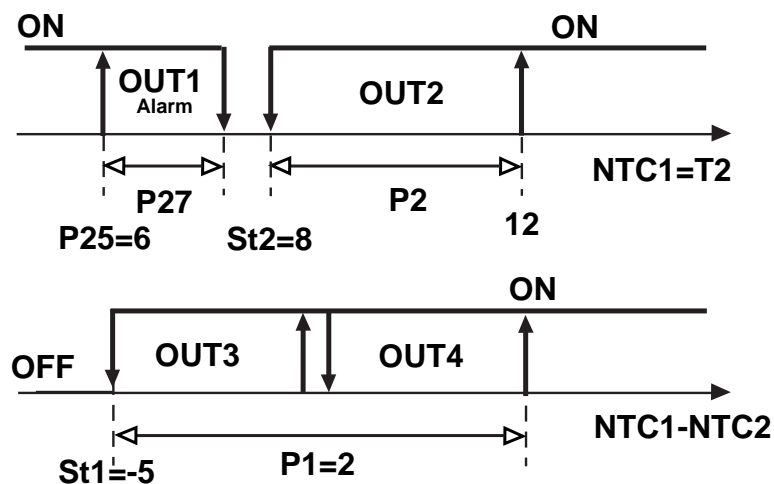 ON
ON
OUT1
Alarm
OUT2
NTC1=T2
P27
P2
P25=6
St2=8
12
ON
OUT3
OUT4
OFF
NTC1-NTC2
St1=-5
P1=2